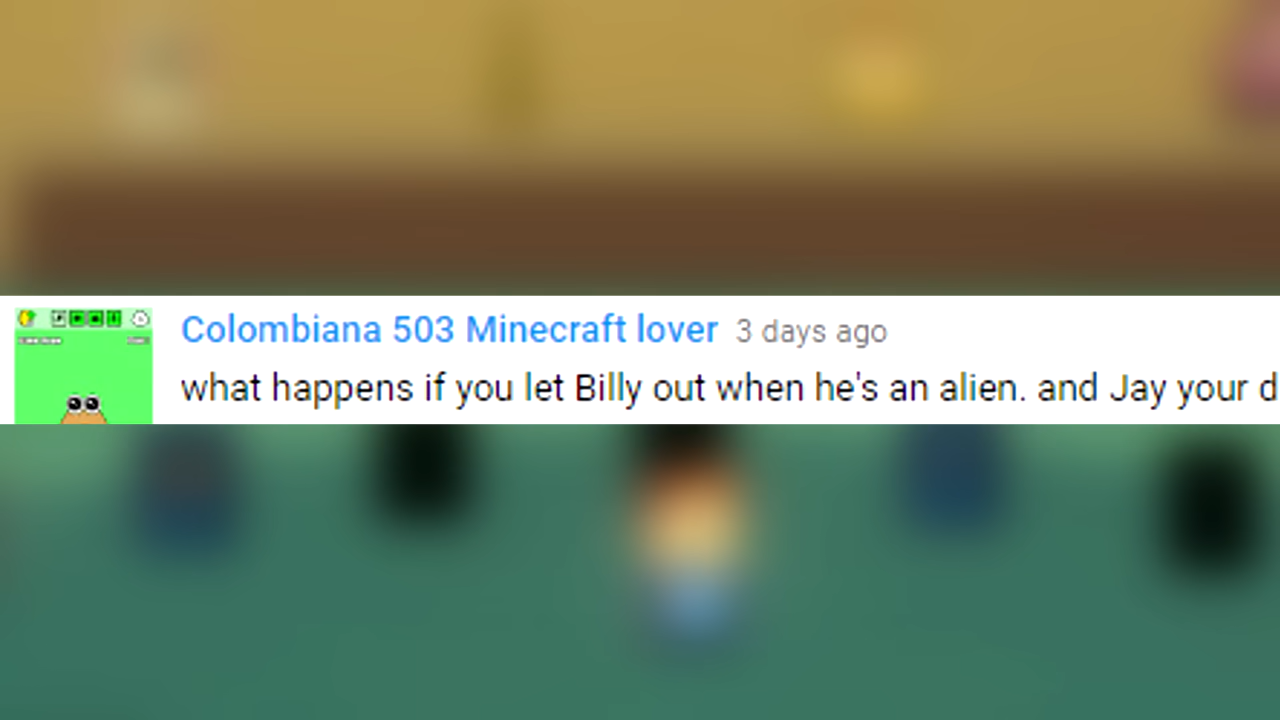 Colombiana 503 Minecraft lover 3 days ago
what happens if you let Billy out when he's an alien. and Jay your d